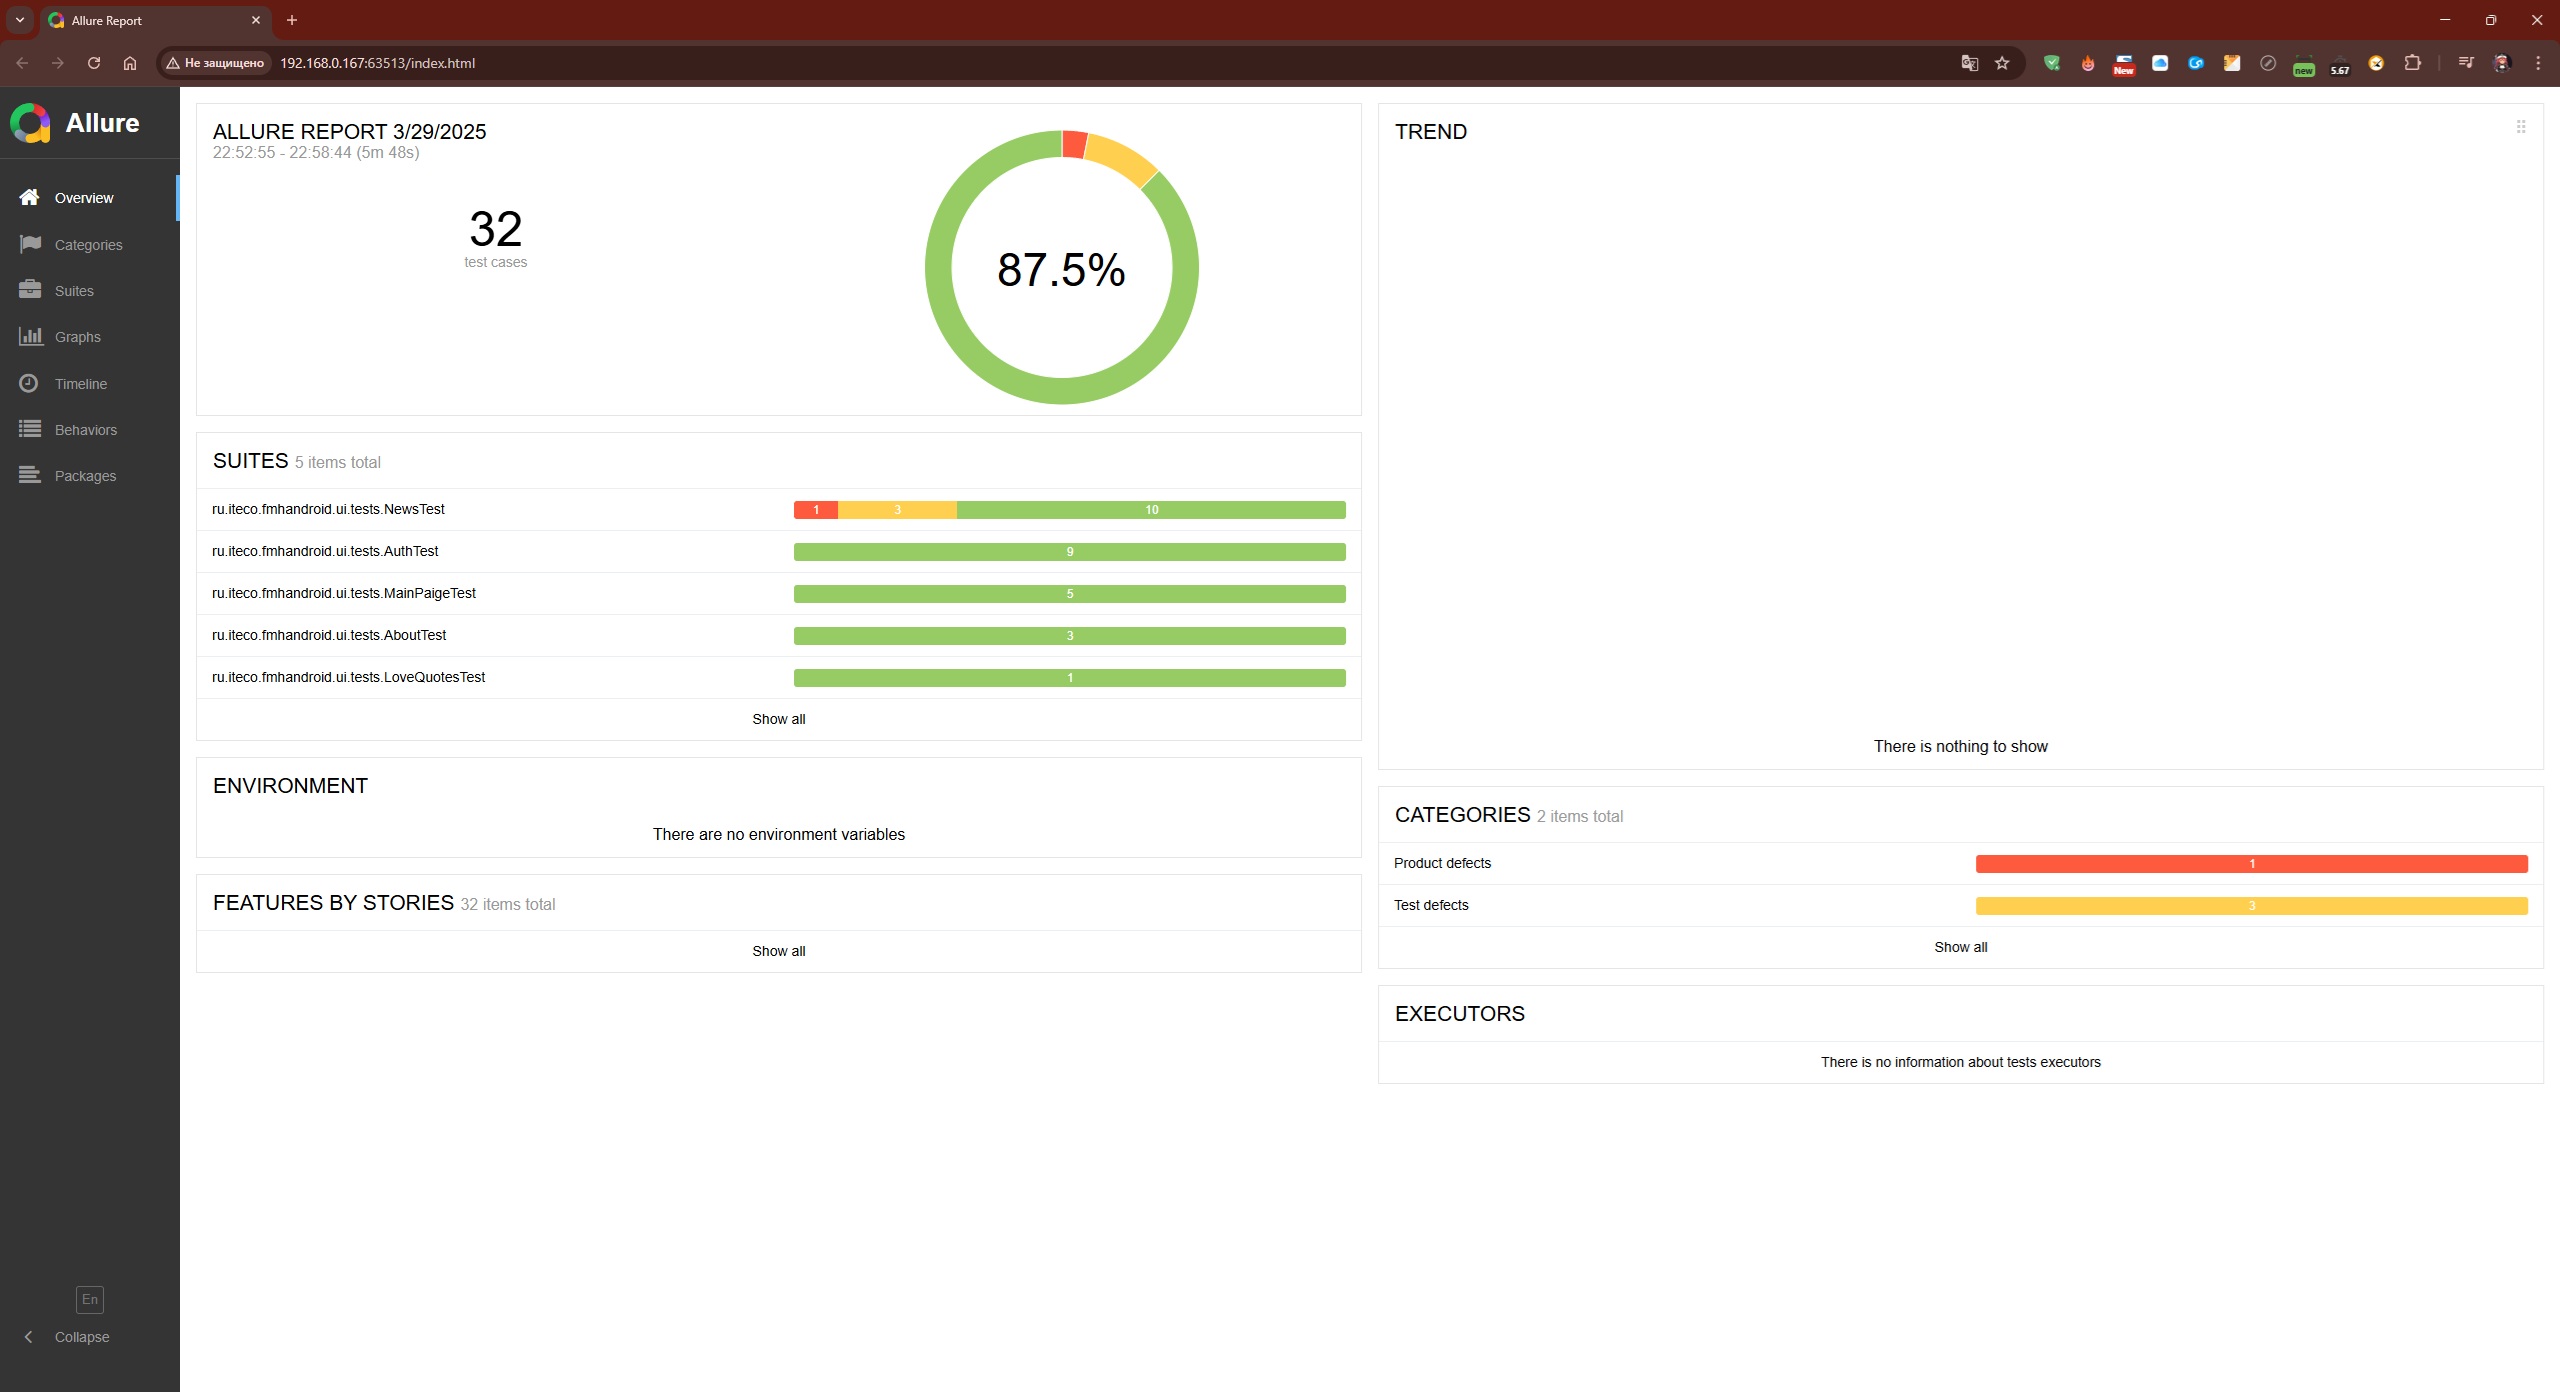 Allure Report
Не защищено
192.168.0.167:63513/index.html
New
new
5.67
Allure
Overview
Categories
Suites
Graphs
Timeline
Behaviors
Packages
En
Collapse
ALLURE REPORT 3/29/2025
22:52:55 - 22:58:44 (5m 48s)
32
test cases
87.5%
SUITES 5 items total
ru.iteco.fmhandroid.ui.tests.NewsTest 1 3 10
ru.iteco.fmhandroid.ui.tests.AuthTest 9
ru.iteco.fmhandroid.ui.tests.MainPaigeTest 5
ru.iteco.fmhandroid.ui.tests.AboutTest 3
ru.iteco.fmhandroid.ui.tests.LoveQuotesTest 1
Show all
ENVIRONMENT
There are no environment variables
FEATURES BY STORIES 32 items total
Show all
TREND
There is nothing to show
CATEGORIES 2 items total
Product defects 1
Test defects 3
Show all
EXECUTORS
There is no information about tests executors